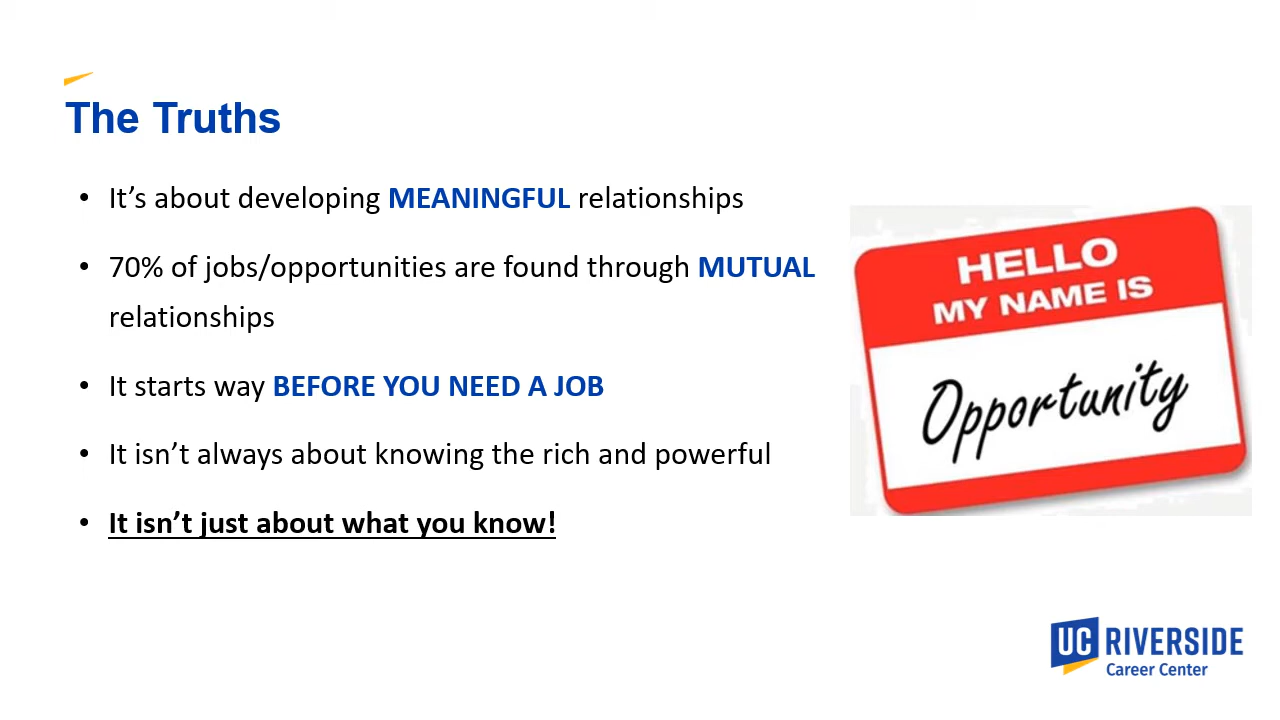 The Truths
• It’s about developing MEANINGFUL relationships
• 70% of jobs/opportunities are found through MUTUAL
relationships
• It starts way BEFORE YOU NEED A JOB
• It isn’t always about knowing the rich and powerful
• It isn’t just about what you know!
HELLO
MY NAME IS
Opportunity
UC RIVERSIDE
Career Center